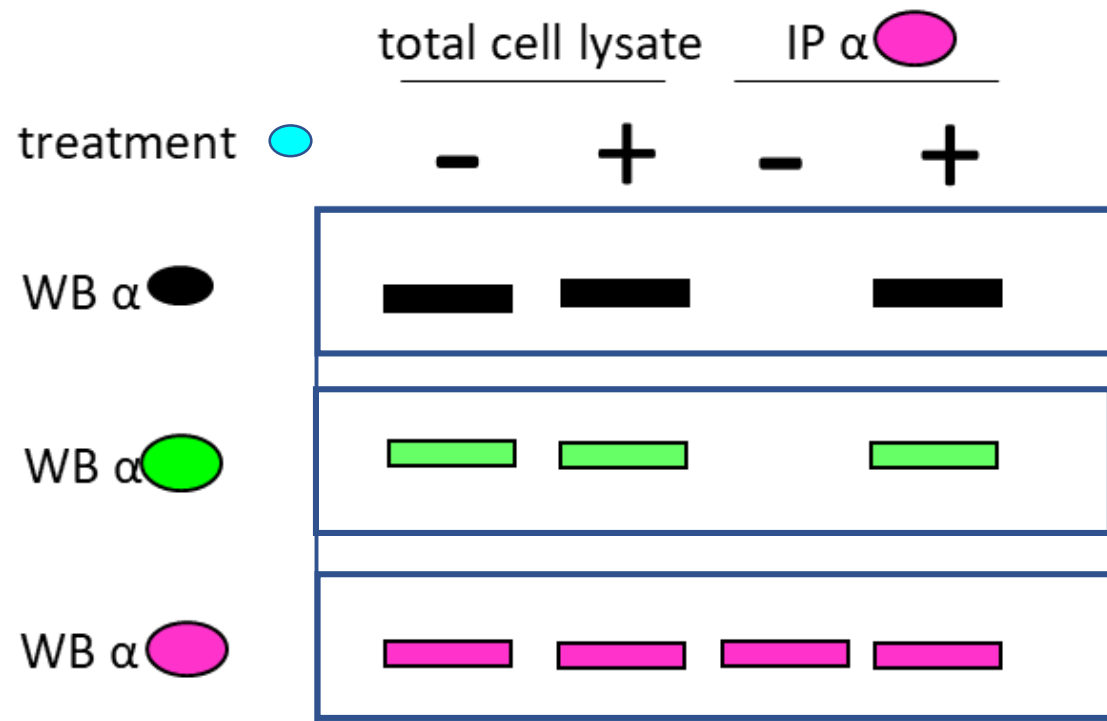 total cell lysate IP α
treatment - + - +
WB α
WB α
WB α